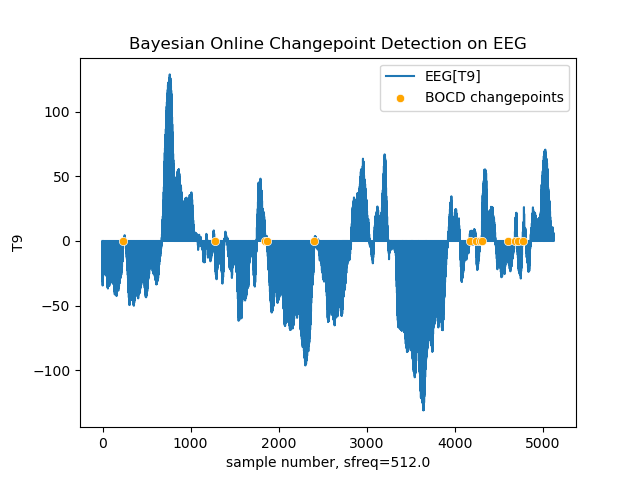 Bayesian Online Changepoint Detection on EEG
EEG[T9]
BOCD changepoints
100
50
0
−50
−100
T9
0
1000
2000
3000
4000
5000
sample number, sfreq=512.0